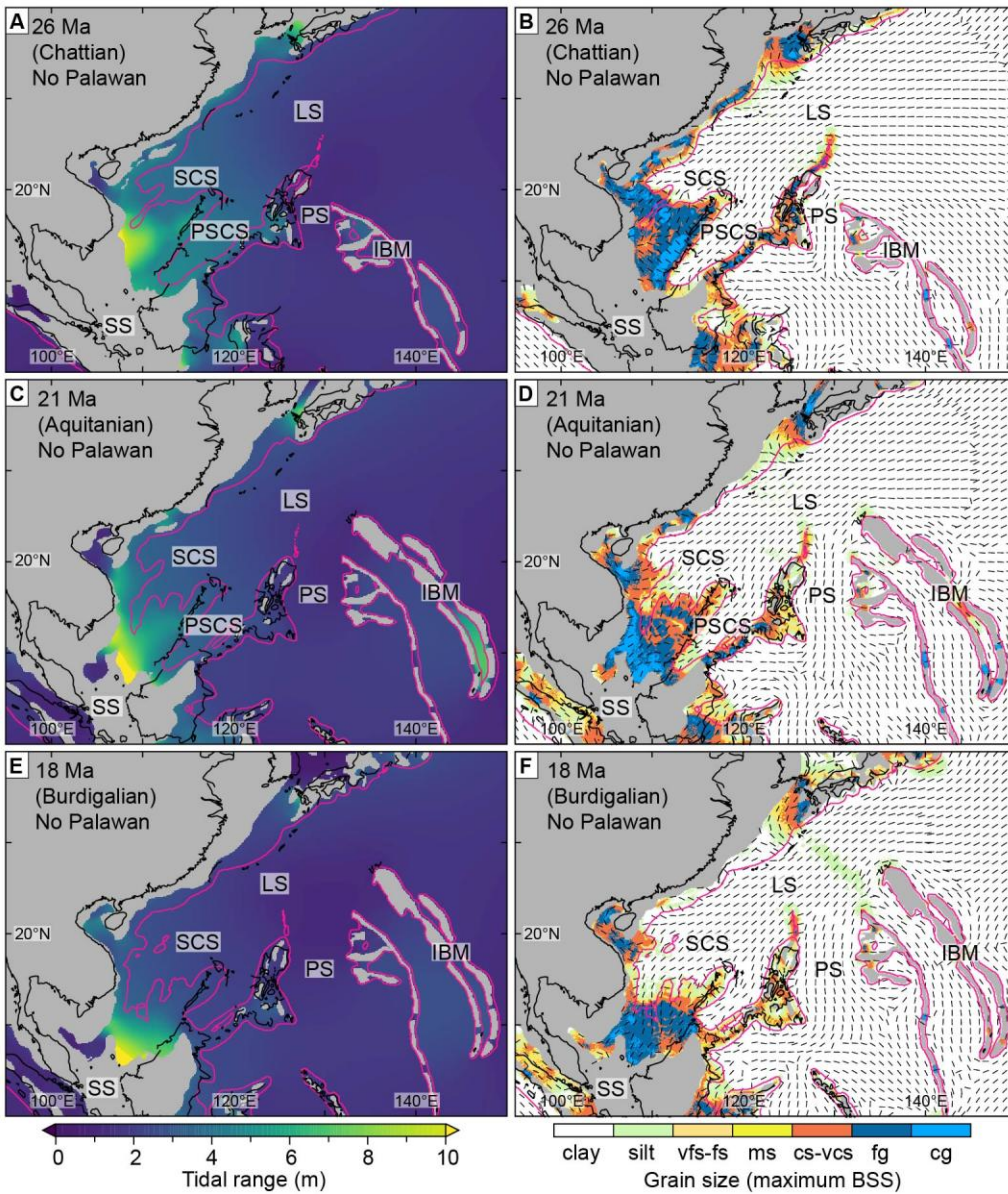 A
26 Ma
(Chattian)
No Palawan
LS
SCS
20°N
PSCS
PS
IBM
SS
100°E
120°E
140°E
B
26 Ma
(Chattian)
No Palawan
LS
SCS
20°N
PSCS
PS
IBM
SS
100°E
120°E
140°E
C
21 Ma
(Aquitanian)
No Palawan
LS
20°N
SCS
PS
IBM
PSCS
SS
100°E
120°E
140°E
D
21 Ma
(Aquitanian)
No Palawan
LS
20°N
SCS
PS
IBM
PSCS
SS
100°E
120°E
140°E
E
18 Ma
(Burdigalian)
No Palawan
LS
20°N
SCS
IBM
PS
SS
100°E
120°E
140°E
F
18 Ma
(Burdigalian)
No Palawan
LS
20°N
SCS
IBM
PS
SS
100°E
120°E
140°E
0 2 4 6 8 10
Tidal range (m)
clay silt vfs-fs ms cs-vcs fg cg
Grain size (maximum BSS)